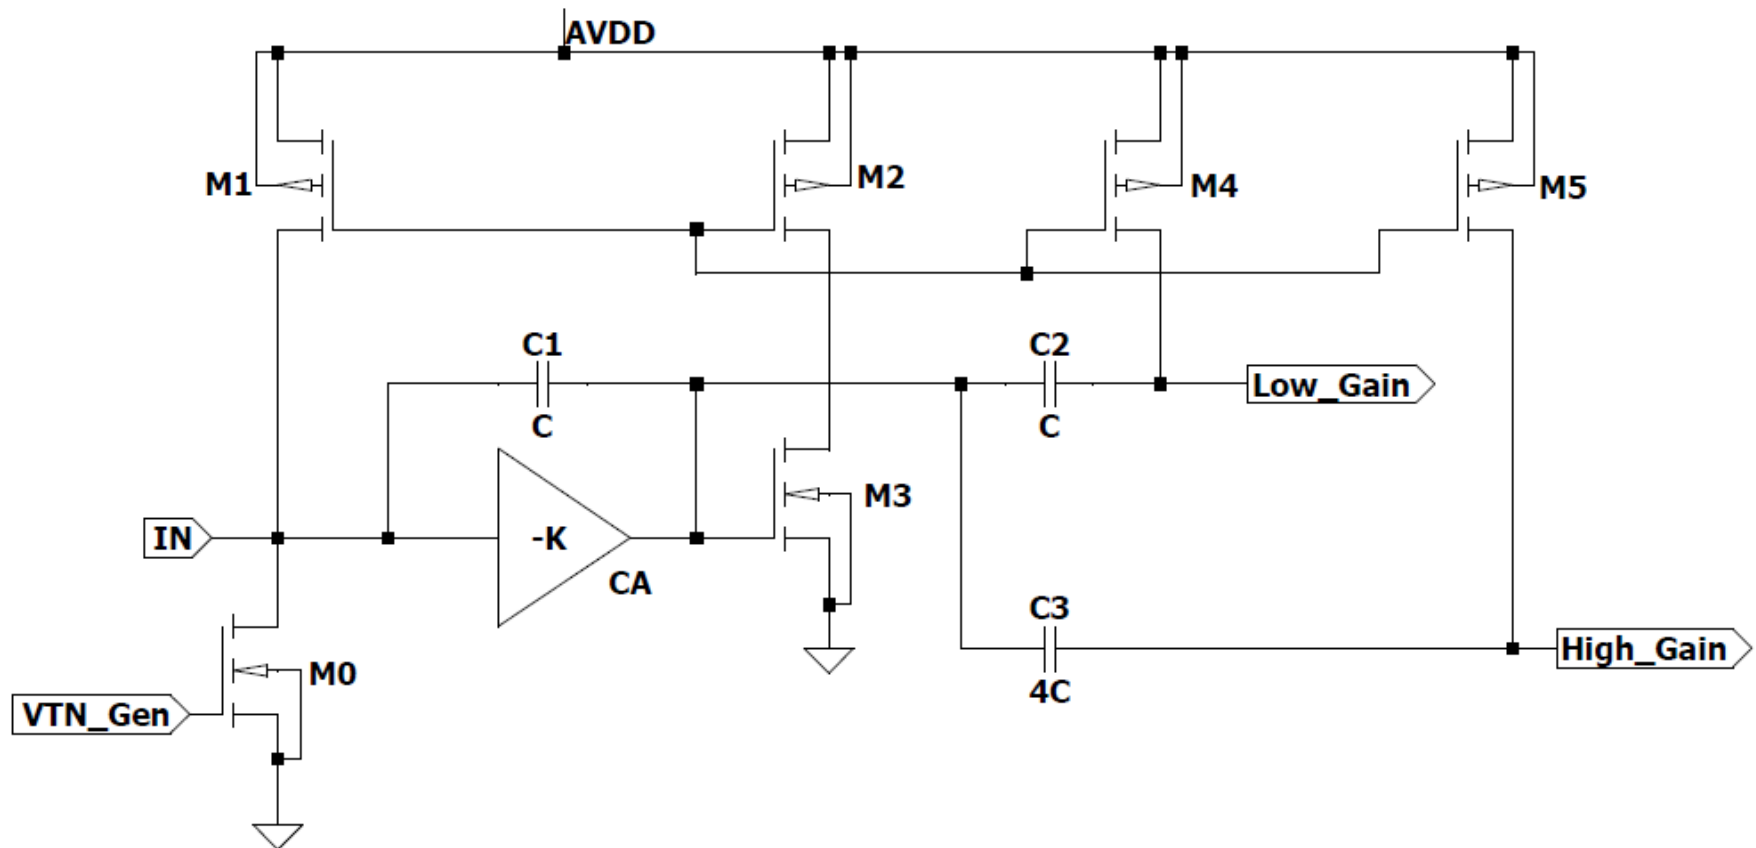 AVDD
M1
M2
M4
M5
C1
C
C2
C
Low_Gain
M3
IN
-K
CA
C3
4C
High_Gain
M0
VTN_Gen